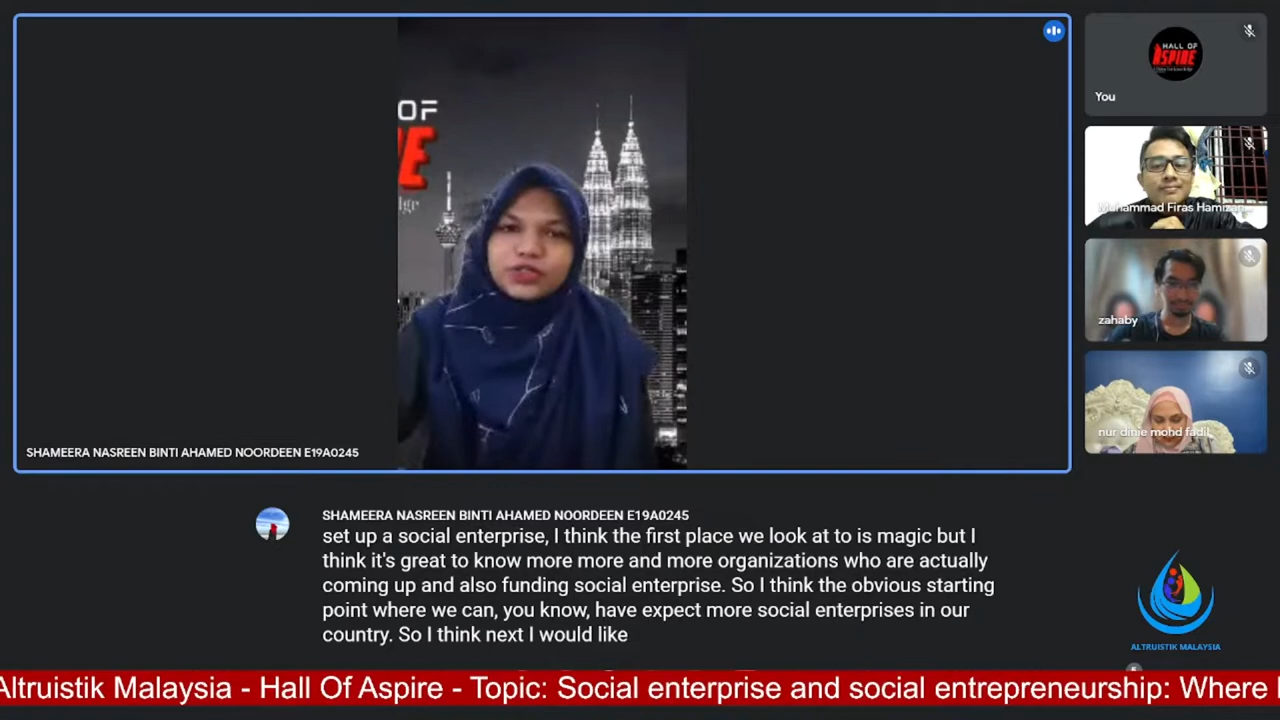 OF
HALL OF
ASPIRE
You
Muhammad Firas Hamizan...
zahaby
nur dinie mohd fadil
SHAMEERA NASREEN BINTI AHAMED NOORDEEN E19A0245
SHAMEERA NASREEN BINTI AHAMED NOORDEEN E19A0245
set up a social enterprise, I think the first place we look at to is magic but I
think it's great to know more more and more organizations who are actually
coming up and also funding social enterprise. So I think the obvious starting
point where we can, you know, have expect more social enterprises in our
country. So I think next I would like
ALTRUISTIK MALAYSIA
Altruistik Malaysia - Hall Of Aspire - Topic: Social enterprise and social entrepreneurship: Where